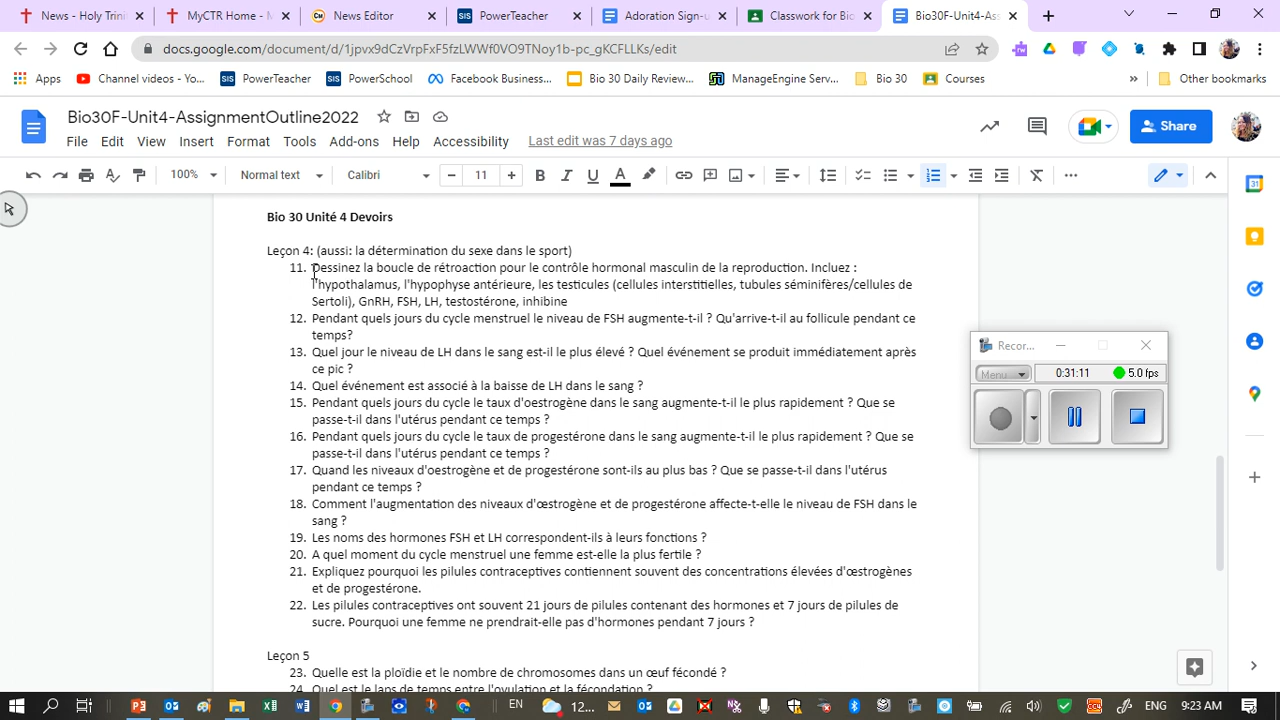 News - Holy Trinity
MyLTR Home - M
News Editor
PowerTeacher
Adoration Sign-u
Classwork for Bio
Bio30F-Unit4-Ass
docs.google.com/document/d/1jpvx9dCzVrpFxF5fzLWWf0VO9TNoy1b-pc_gKCFLLKs/edit
Apps
Channel videos - You...
PowerTeacher
PowerSchool
Facebook Business...
Bio 30 Daily Review...
ManageEngine Serv...
Bio 30
Courses
Other bookmarks
Bio30F-Unit4-AssignmentOutline2022
File Edit View Insert Format Tools Add-ons Help Accessibility Last edit was 7 days ago
Share
100% Normal text Calibri 11
Bio 30 Unité 4 Devoirs
Leçon 4: (aussi: la détermination du sexe dans le sport)
11. Dessinez la boucle de rétroaction pour le contrôle hormonal masculin de la reproduction. Incluez :
l'hypothalamus, l'hypophyse antérieure, les testicules (cellules interstitielles, tubules séminifères/cellules de
Sertoli), GnRH, FSH, LH, testostérone, inhibine
12. Pendant quels jours du cycle menstruel le niveau de FSH augmente-t-il ? Qu'arrive-t-il au follicule pendant ce
temps?
13. Quel jour le niveau de LH dans le sang est-il le plus élevé ? Quel événement se produit immédiatement après
ce pic ?
14. Quel événement est associé à la baisse de LH dans le sang ?
15. Pendant quels jours du cycle le taux d'oestrogène dans le sang augmente-t-il le plus rapidement ? Que se
passe-t-il dans l'utérus pendant ce temps ?
16. Pendant quels jours du cycle le taux de progestérone dans le sang augmente-t-il le plus rapidement ? Que se
passe-t-il dans l'utérus pendant ce temps ?
17. Quand les niveaux d'oestrogène et de progestérone sont-ils au plus bas ? Que se passe-t-il dans l'utérus
pendant ce temps ?
18. Comment l'augmentation des niveaux d'œstrogène et de progestérone affecte-t-elle le niveau de FSH dans le
sang ?
19. Les noms des hormones FSH et LH correspondent-ils à leurs fonctions ?
20. A quel moment du cycle menstruel une femme est-elle la plus fertile ?
21. Expliquez pourquoi les pilules contraceptives contiennent souvent des concentrations élevées d'œstrogènes
et de progestérone.
22. Les pilules contraceptives ont souvent 21 jours de pilules contenant des hormones et 7 jours de pilules de
sucre. Pourquoi une femme ne prendrait-elle pas d'hormones pendant 7 jours ?
Leçon 5
23. Quelle est la ploïdie et le nombre de chromosomes dans un œuf fécondé ?
24. Quel est le laps de temps entre l'ovulation et la fécondation ?
Recor...
Menu 0:31:11 5.0 fps
EN 12... ENG 9:23 AM